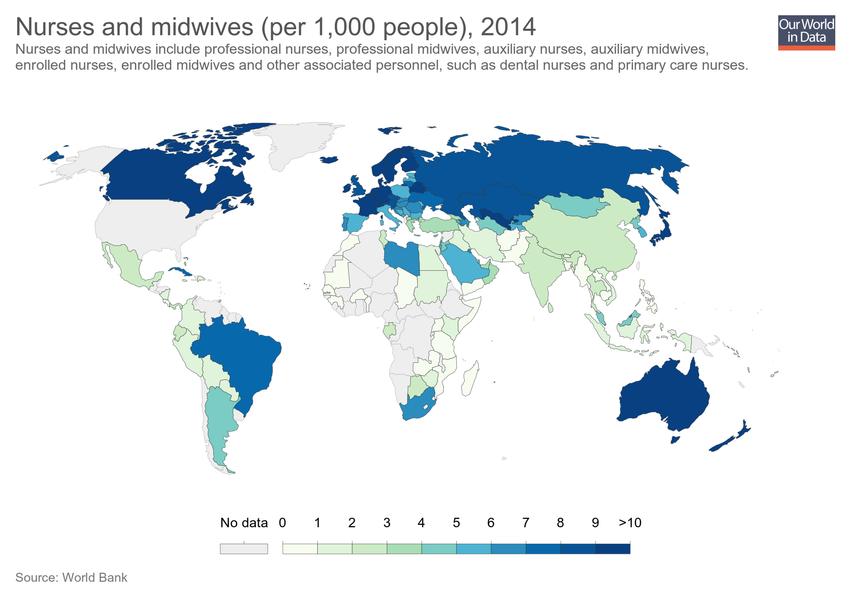 Nurses and midwives (per 1,000 people), 2014
Our World
in Data
Nurses and midwives include professional nurses, professional midwives, auxiliary nurses, auxiliary midwives,
enrolled nurses, enrolled midwives and other associated personnel, such as dental nurses and primary care nurses.
No data 0 1 2 3 4 5 6 7 8 9 >10
Source: World Bank